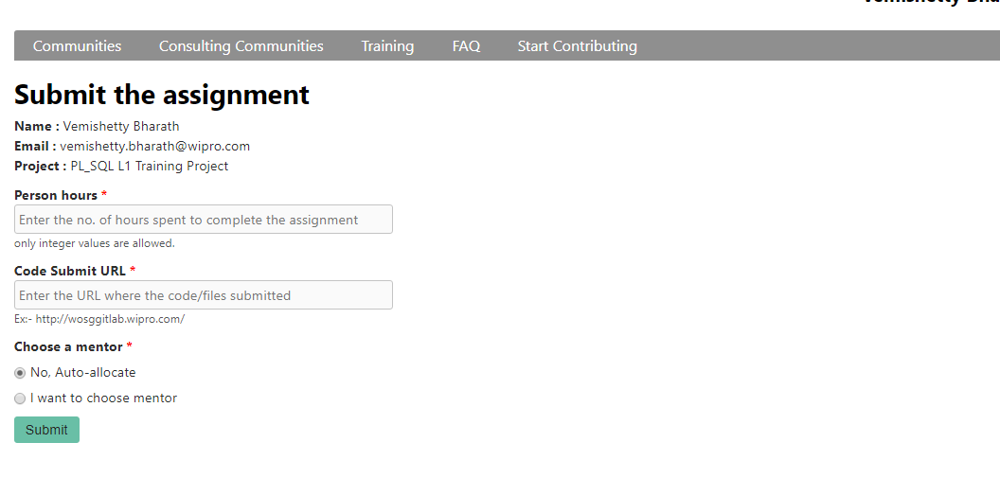 Communities Consulting Communities Training FAQ Start Contributing
Submit the assignment
Name : Vemishetty Bharath
Email : vemishetty.bharath@wipro.com
Project : PL_SQL L1 Training Project
Person hours *
Enter the no. of hours spent to complete the assignment
only integer values are allowed.
Code Submit URL *
Enter the URL where the code/files submitted
Ex:- http://wosggitlab.wipro.com/
Choose a mentor *
No, Auto-allocate
I want to choose mentor
Submit